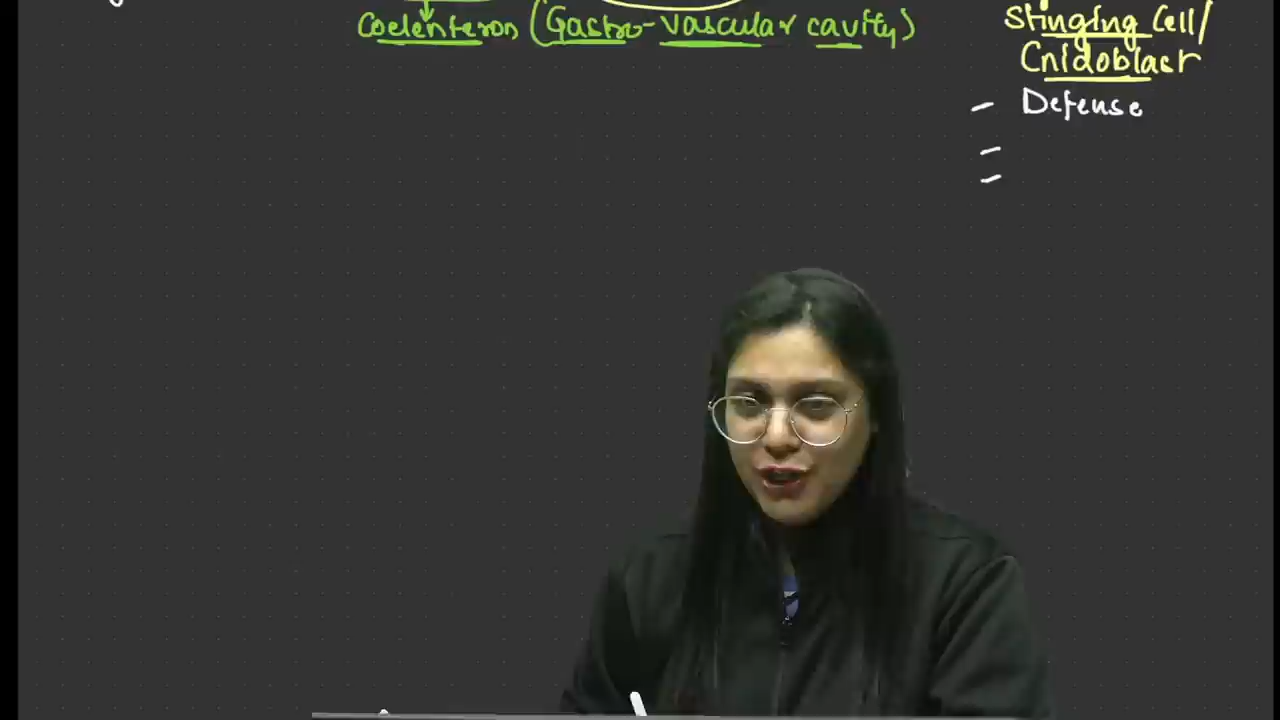 Coelenteron (Gastro-vascular cavity)
Stinging Cell/
Cnidoblast
- Defense
-
-